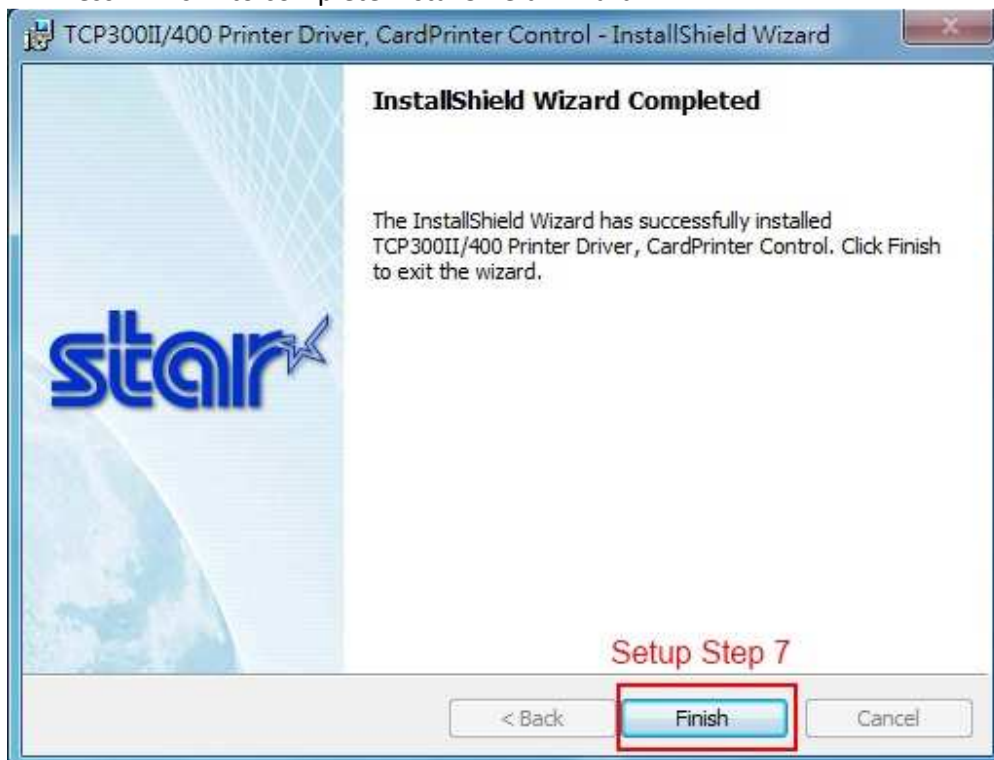 TCP300II/400 Printer Driver, CardPrinter Control - InstallShield Wizard
InstallShield Wizard Completed
The InstallShield Wizard has successfully installed
TCP300II/400 Printer Driver, CardPrinter Control. Click Finish
to exit the wizard.
star
Setup Step 7
< Back
Finish
Cancel